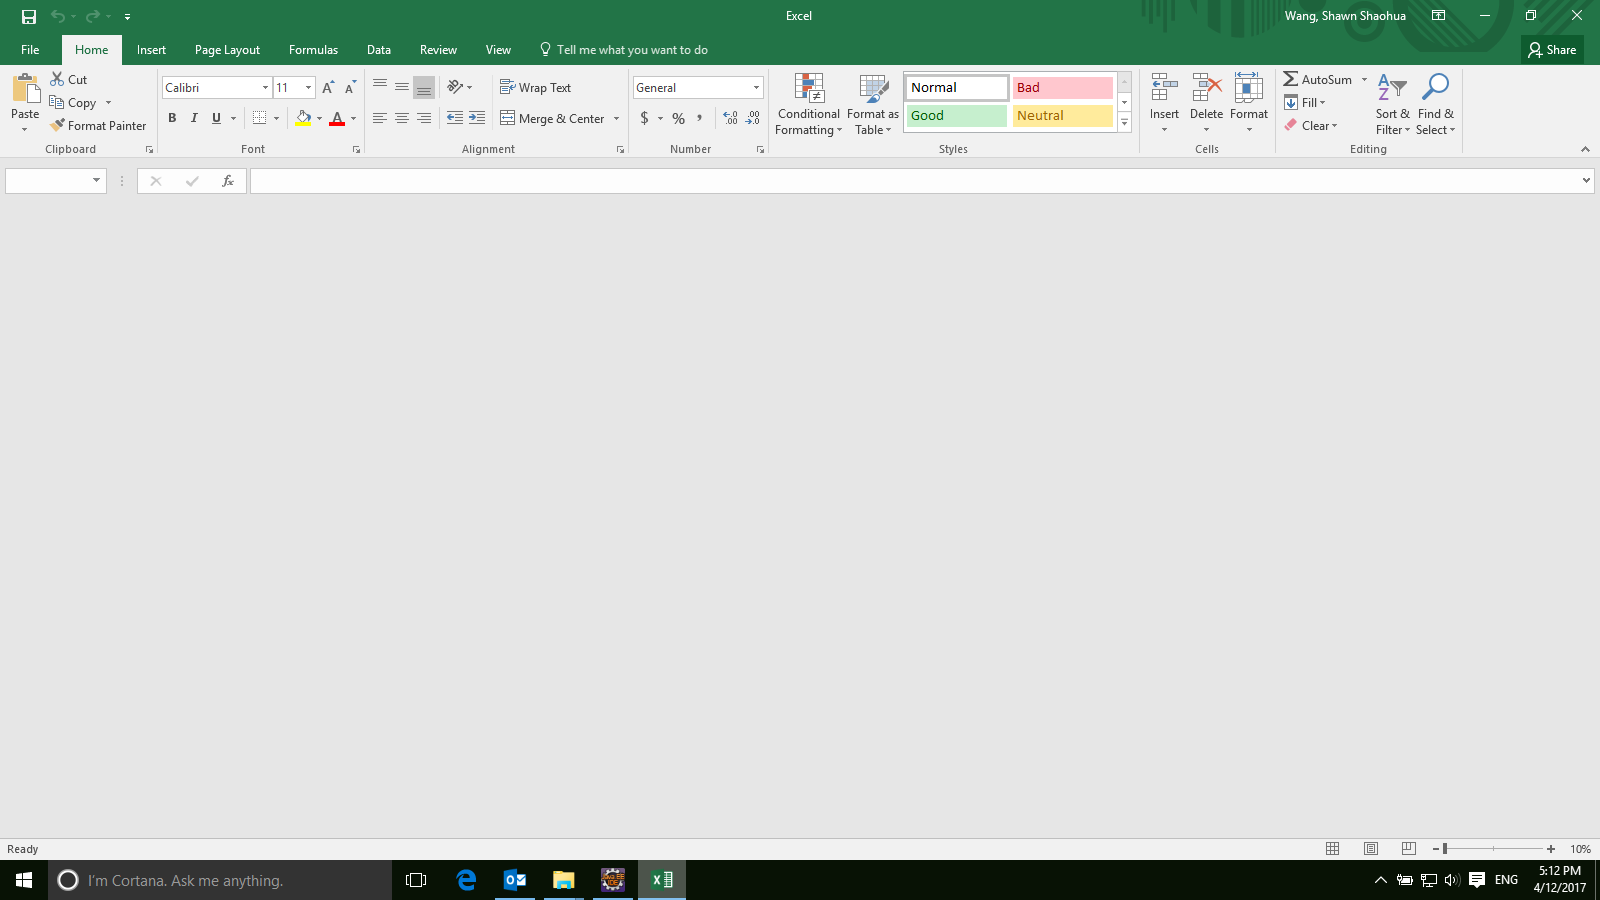 Excel
Wang, Shawn Shaohua
File Home Insert Page Layout Formulas Data Review View Tell me what you want to do Share
Paste
Cut
Copy
Format Painter
Clipboard
Calibri 11
B I U
Font
Wrap Text
Merge & Center
Alignment
General
$ % ,
Number
Conditional
Formatting
Format as
Table
Normal Bad
Good Neutral
Styles
Insert Delete Format
Cells
AutoSum
Fill
Clear
Sort &
Filter
Find &
Select
Editing
fx
Ready
10%
I'm Cortana. Ask me anything.
ENG
5:12 PM
4/12/2017